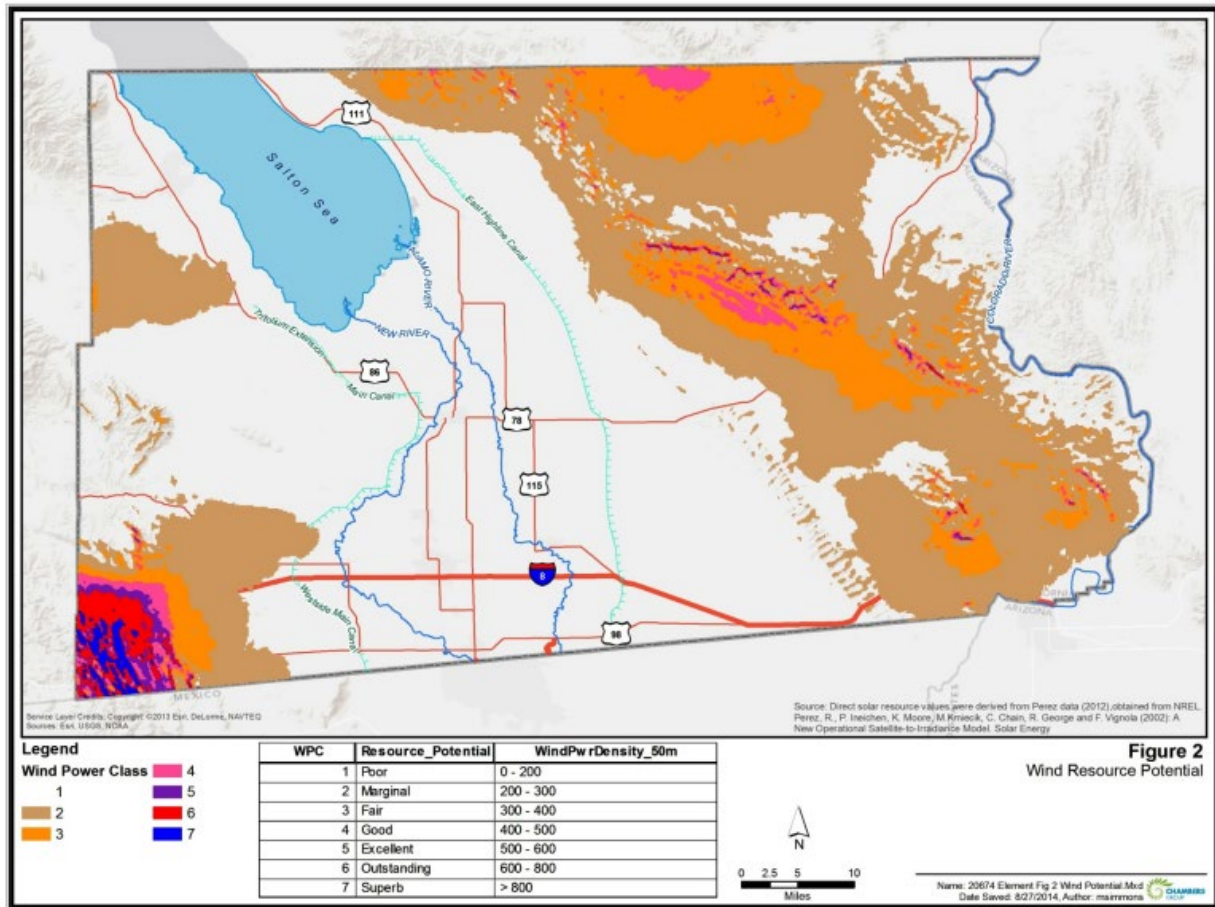 111
Salton Sea
East Highline Canal
ALAMO RIVER
ARIZONA
CALIFORNIA
COLORADO RIVER
NEW RIVER
Trifolium Extension
86
Main Canal
78
115
8
Westside Main Canal
98
ARIZONA
MEXICO
Service Layer Credits: Copyright: ©2013 Esri, DeLorme, NAVTEQ
Sources: Esri, USGS, NOAA
Source: Direct solar resource values were derived from Perez data (2012),obtained from NREL.
Perez, R., P. Ineichen, K. Moore, M.Kmiecik, C. Chain, R. George and F. Vignola (2002): A
New Operational Satellite-to-Irradiance Model. Solar Energy
Legend
Wind Power Class
1
2
3
4
5
6
7
WPC Resource_Potential WindPwrDensity_50m
1 Poor 0 - 200
2 Marginal 200 - 300
3 Fair 300 - 400
4 Good 400 - 500
5 Excellent 500 - 600
6 Outstanding 600 - 800
7 Superb > 800
Figure 2
Wind Resource Potential
N
0 2.5 5 10
Miles
Name: 20674 Element Fig 2 Wind Potential.Mxd
Date Saved: 8/27/2014, Author: msimmons
CHAMBERS
GROUP